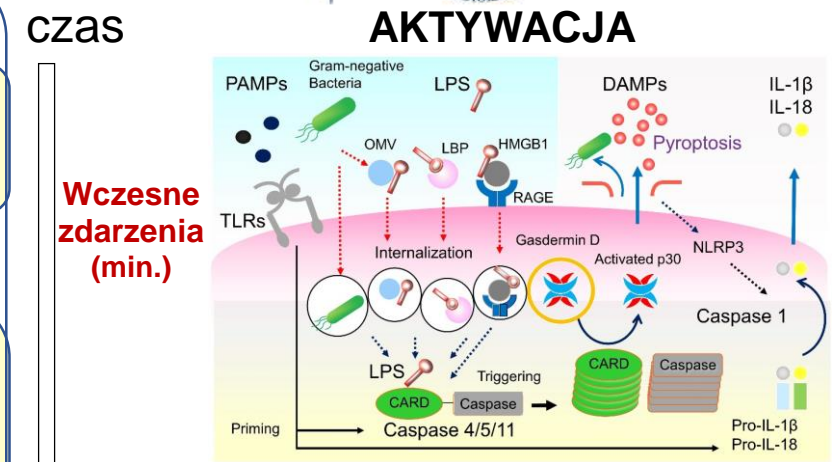 czas
AKTYWACJA
Wczesne
zdarzenia
(min.)
PAMPs
Gram-negative
Bacteria
LPS
DAMPs
IL-1β
IL-18
OMV
LBP
HMGB1
Pyroptosis
RAGE
TLRs
Internalization
Gasdermin D
Activated p30
NLRP3
Caspase 1
LPS
Triggering
CARD
Caspase
CARD
Caspase
Priming
Caspase 4/5/11
Pro-IL-1β
Pro-IL-18